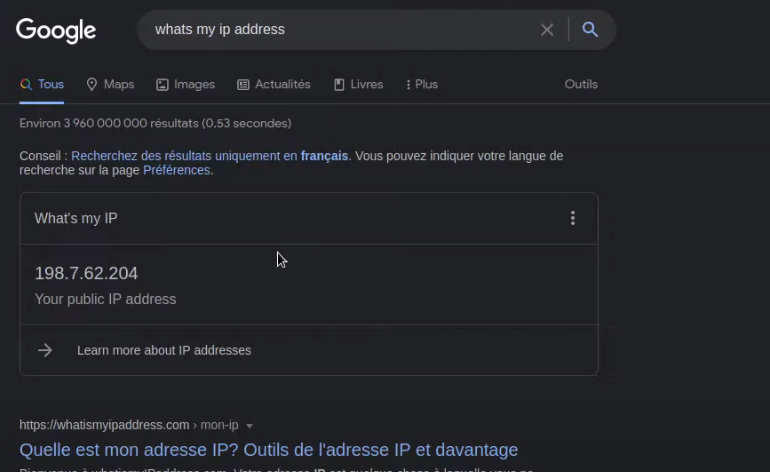 Google
whats my ip address
Tous Maps Images Actualités Livres Plus Outils
Environ 3 960 000 000 résultats (0,53 secondes)
Conseil : Recherchez des résultats uniquement en français. Vous pouvez indiquer votre langue de
recherche sur la page Préférences.
What's my IP
198.7.62.204
Your public IP address
Learn more about IP addresses
https://whatismyipaddress.com › mon-ip
Quelle est mon adresse IP? Outils de l'adresse IP et davantage